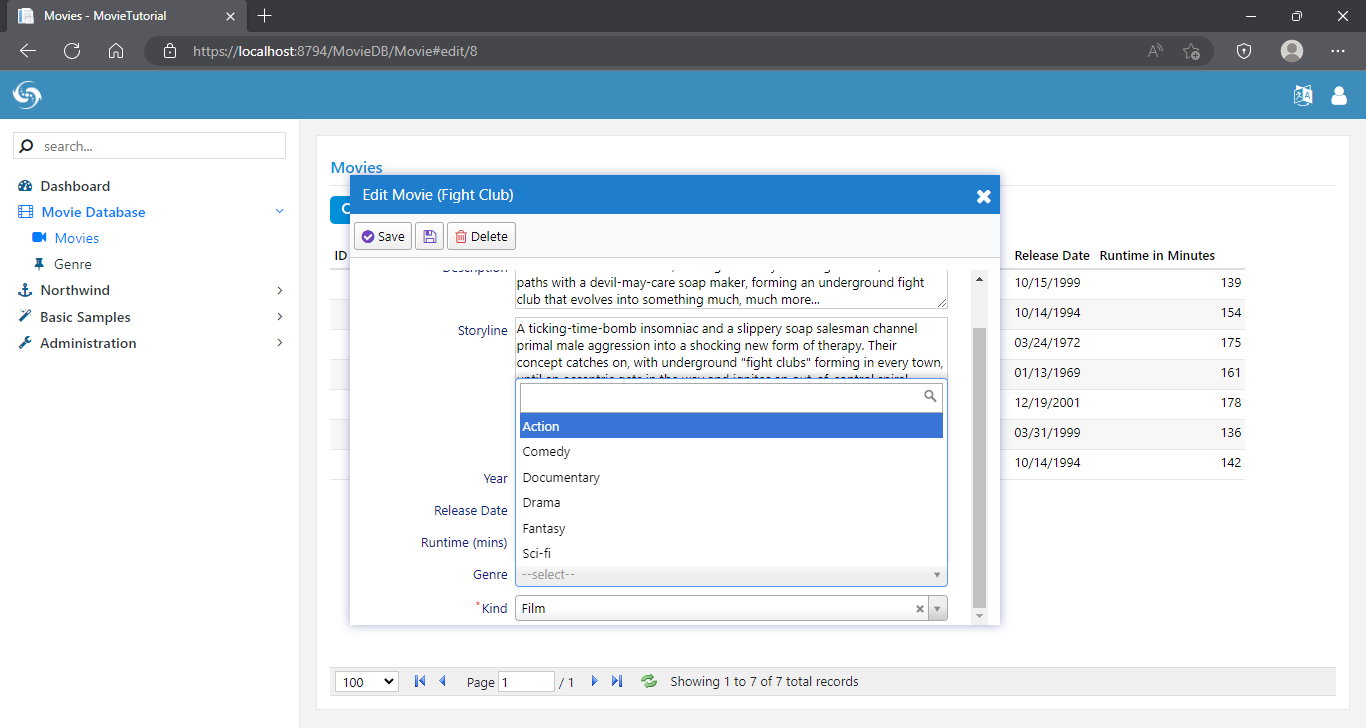 Movies - MovieTutorial
https://localhost:8794/MovieDB/Movie#edit/8
search...
Dashboard
Movie Database
Movies
Genre
Northwind
Basic Samples
Administration
Movies
Edit Movie (Fight Club)
Save
Delete
ID
Release Date Runtime in Minutes
10/15/1999 139
10/14/1994 154
03/24/1972 175
01/13/1969 161
12/19/2001 178
03/31/1999 136
10/14/1994 142
Description
paths with a devil-may-care soap maker, forming an underground fight
club that evolves into something much, much more...
Storyline
A ticking-time-bomb insomniac and a slippery soap salesman channel
primal male aggression into a shocking new form of therapy. Their
concept catches on, with underground "fight clubs" forming in every town,
Action
Comedy
Documentary
Drama
Fantasy
Sci-fi
Year
Release Date
Runtime (mins)
Genre --select--
*Kind Film
100 Page 1 / 1 Showing 1 to 7 of 7 total records